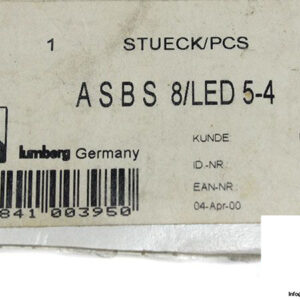 1 STUECK/PCS
ASBS 8/LED 5-4
lumberg Germany
KUNDE
ID.-NR.:
EAN-NR.:
841 003950
04-Apr-00